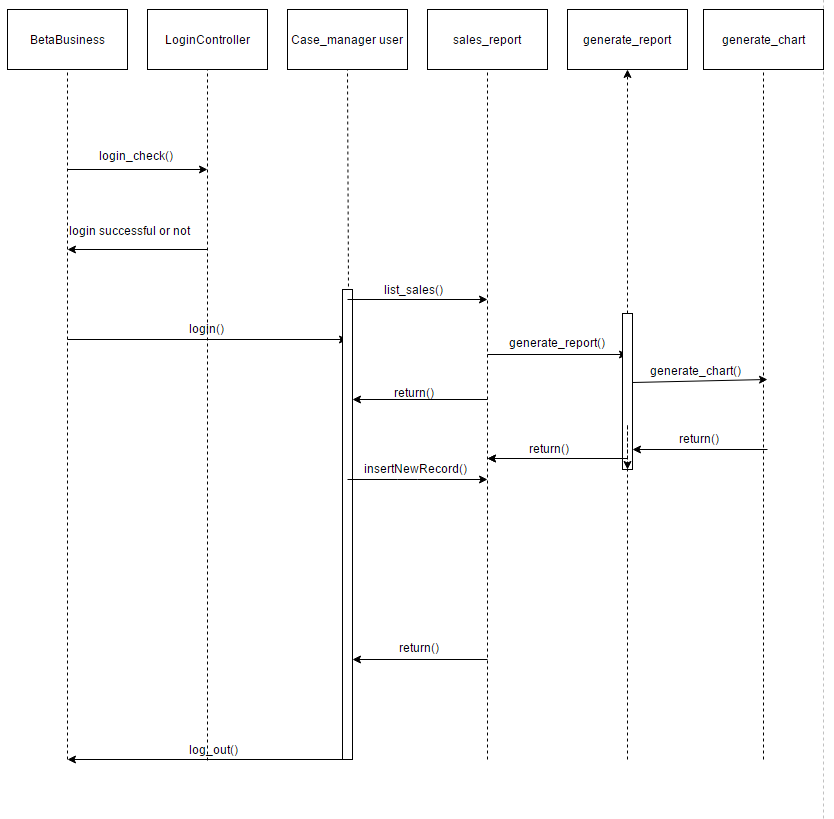 BetaBusiness
LoginController
Case_manager user
sales_report
generate_report
generate_chart
login_check()
login successful or not
list_sales()
login()
generate_report()
generate_chart()
return()
return()
return()
insertNewRecord()
return()
log_out()